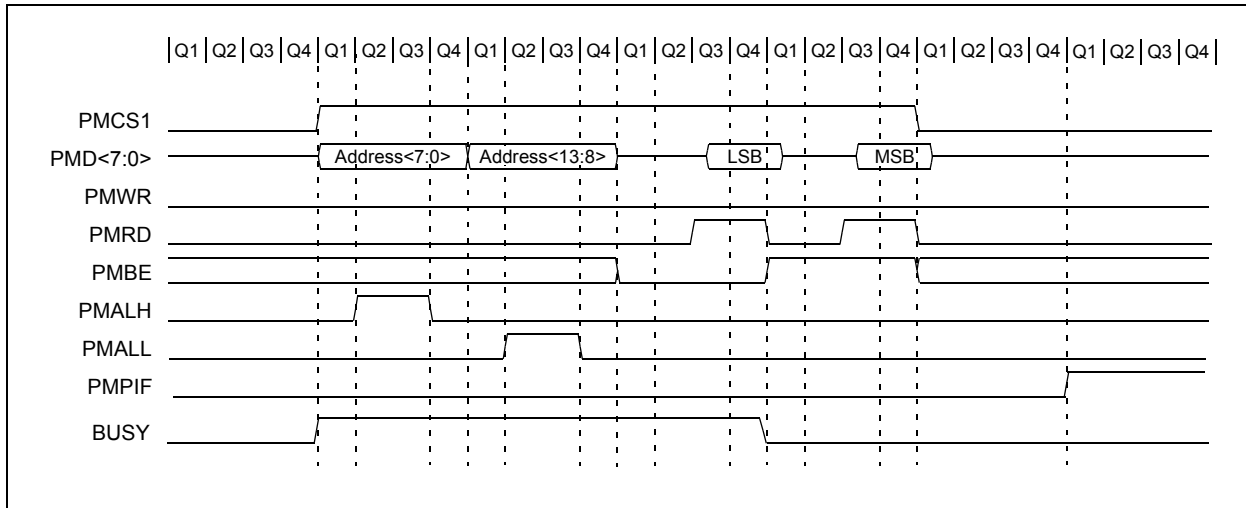 Q1 Q2 Q3 Q4 Q1 Q2 Q3 Q4 Q1 Q2 Q3 Q4 Q1 Q2 Q3 Q4 Q1 Q2 Q3 Q4 Q1 Q2 Q3 Q4 Q1 Q2 Q3 Q4
PMCS1
PMD<7:0> Address<7:0> Address<13:8> LSB MSB
PMWR
PMRD
PMBE
PMALH
PMALL
PMPIF
BUSY